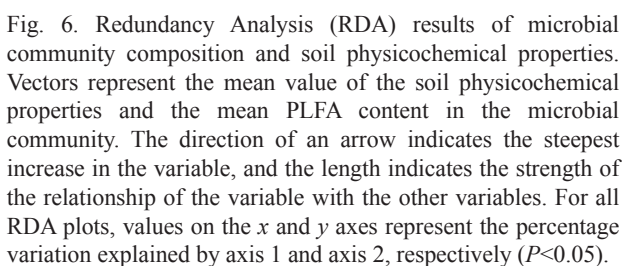 Fig. 6. Redundancy Analysis (RDA) results of microbial
community composition and soil physicochemical properties.
Vectors represent the mean value of the soil physicochemical
properties and the mean PLFA content in the microbial
community. The direction of an arrow indicates the steepest
increase in the variable, and the length indicates the strength of
the relationship of the variable with the other variables. For all
RDA plots, values on the x and y axes represent the percentage
variation explained by axis 1 and axis 2, respectively (P<0.05).